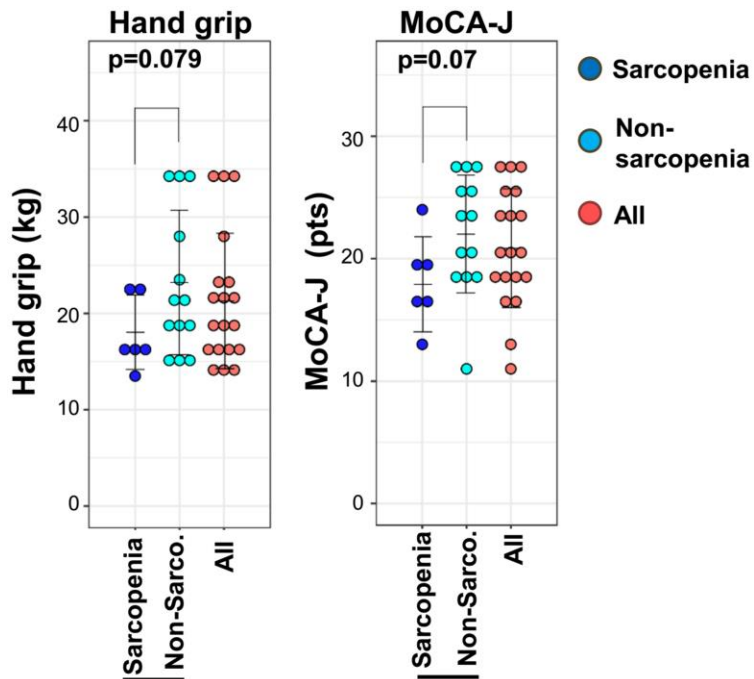 Hand grip
p=0.079
Hand grip (kg)
40
30
20
10
0
Sarcopenia
Non-Sarco.
All
MoCA-J
p=0.07
MoCA-J (pts)
30
20
10
0
Sarcopenia
Non-Sarco.
All
Sarcopenia
Non-
sarcopenia
All